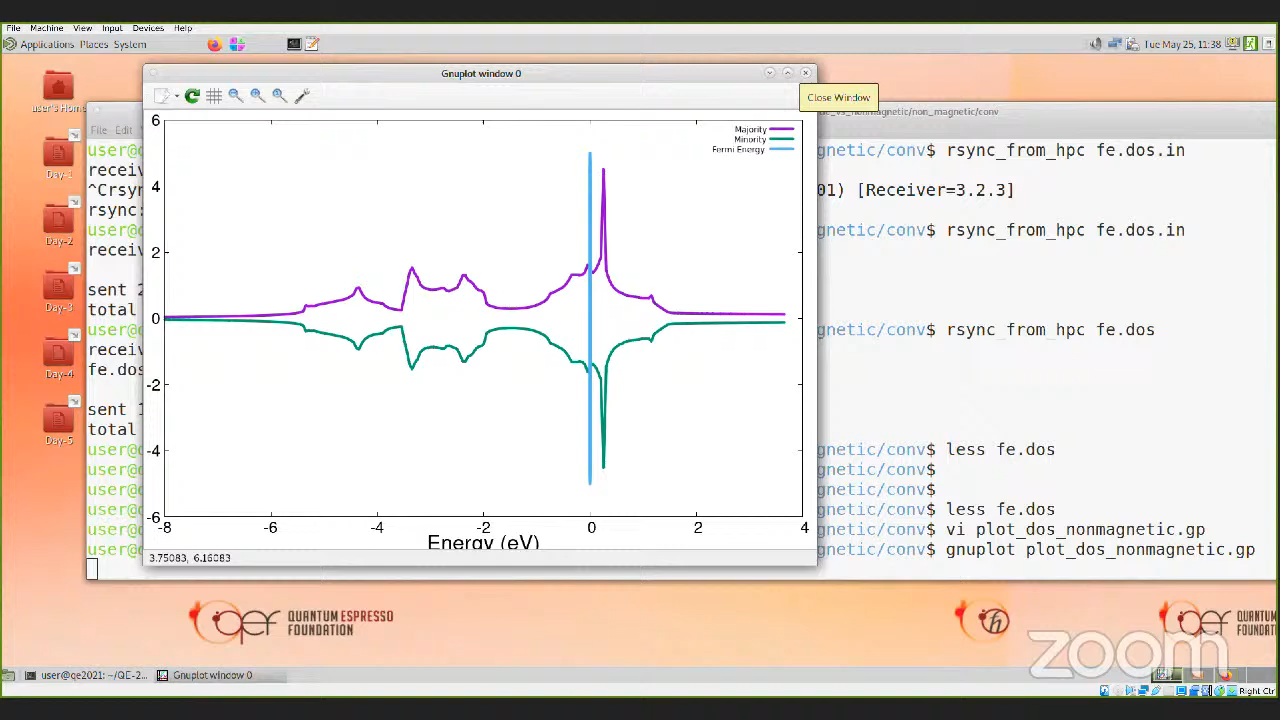 File Machine View Input Devices Help
Applications Places System
Tue May 25, 11:38
Gnuplot window 0
Close Window
user's Home
Day-1
Day-2
Day-3
Day-4
Day-5
File Edit
nonmagnetic/non_magnetic/conv
Majority
Minority
Fermi Energy
6
4
2
0
-2
-4
-6
-8 -6 -4 -2 0 2 4
Energy (eV)
3.75083, 6.16083
user@ gnetic/conv$ rsync_from_hpc fe.dos.in
receiv
^Crsyn 01) [Receiver=3.2.3]
rsync:
user@ gnetic/conv$ rsync_from_hpc fe.dos.in
receiv
sent 2
total
user@ gnetic/conv$ rsync_from_hpc fe.dos
receiv
fe.dos
sent 1
total
user@ gnetic/conv$ less fe.dos
user@ gnetic/conv$
user@ gnetic/conv$
user@ gnetic/conv$ less fe.dos
user@ gnetic/conv$ vi plot_dos_nonmagnetic.gp
user@ gnetic/conv$ gnuplot plot_dos_nonmagnetic.gp
QUANTUM ESPRESSO
FOUNDATION
QUANTUM
FOUNDAT
zoom
user@qe2021: ~/QE-2...
Gnuplot window 0
Right Ctrl